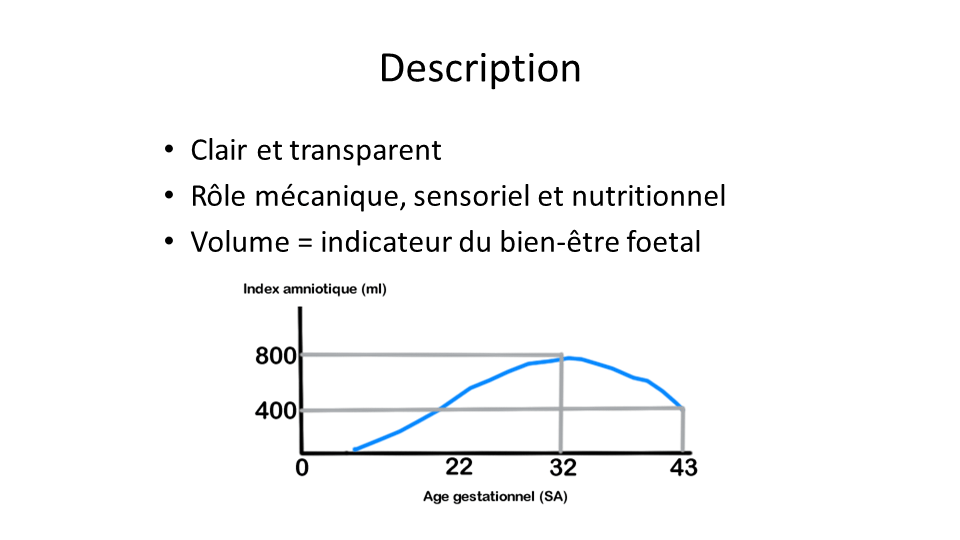 Description
• Clair et transparent
• Rôle mécanique, sensoriel et nutritionnel
• Volume = indicateur du bien-être foetal
Index amniotique (ml)
800
400
0 22 32 43
Age gestationnel (SA)